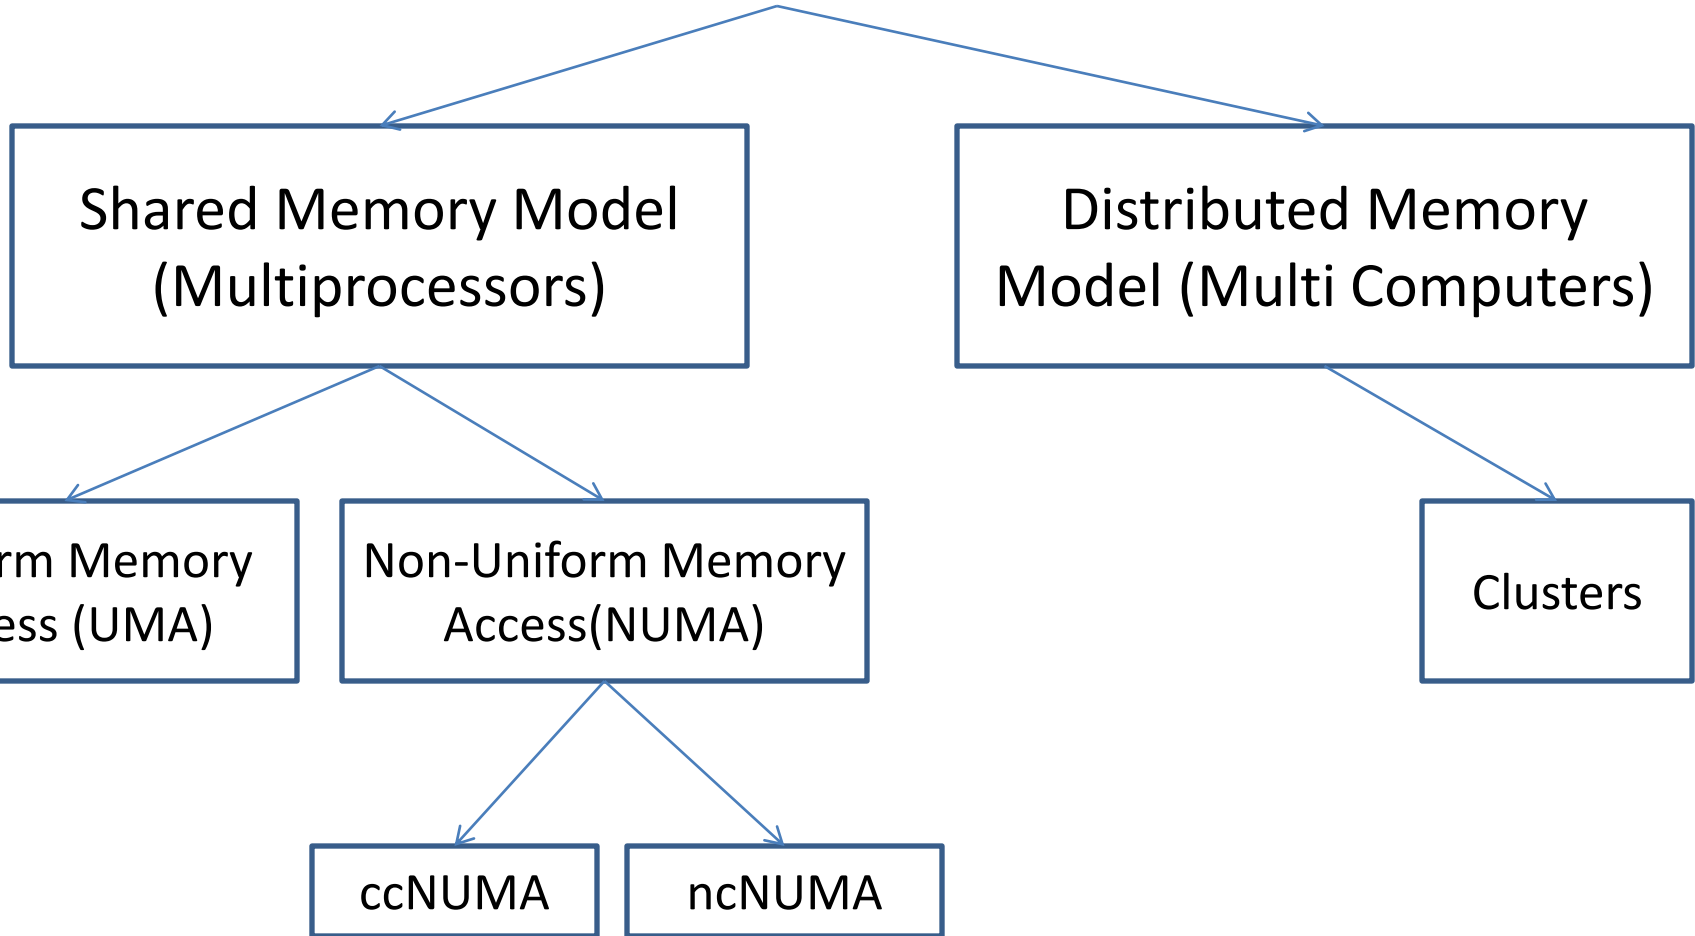 Shared Memory Model
(Multiprocessors)
Distributed Memory
Model (Multi Computers)
rm Memory
ess (UMA)
Non-Uniform Memory
Access(NUMA)
Clusters
ccNUMA
ncNUMA